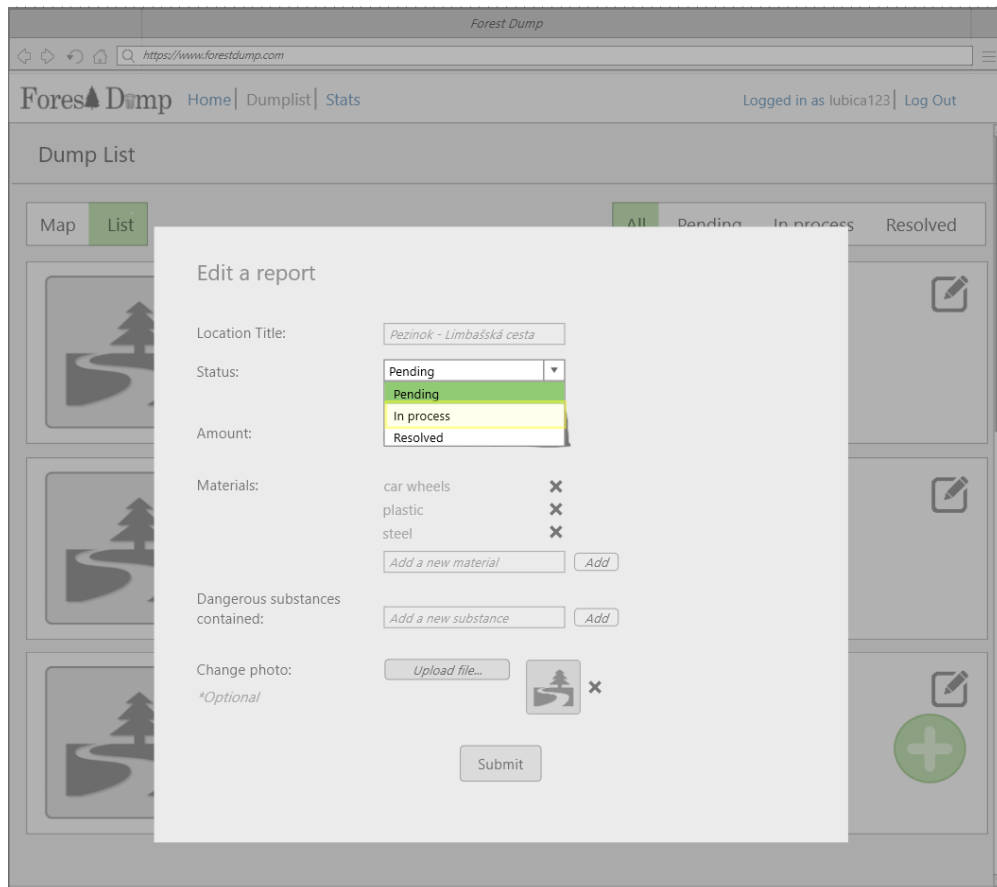 Forest Dump
https://www.forestdump.com
Forest Dump Home | Dumplist | Stats Logged in as lubica123 | Log Out
Dump List
Map List All Pending In process Resolved
Edit a report
Location Title: Pezinok - Limbašská cesta
Status: Pending
Pending
In process
Resolved
Amount:
Materials: car wheels
plastic
steel
Add a new material Add
Dangerous substances
contained: Add a new substance Add
Change photo: Upload file...
*Optional
Submit